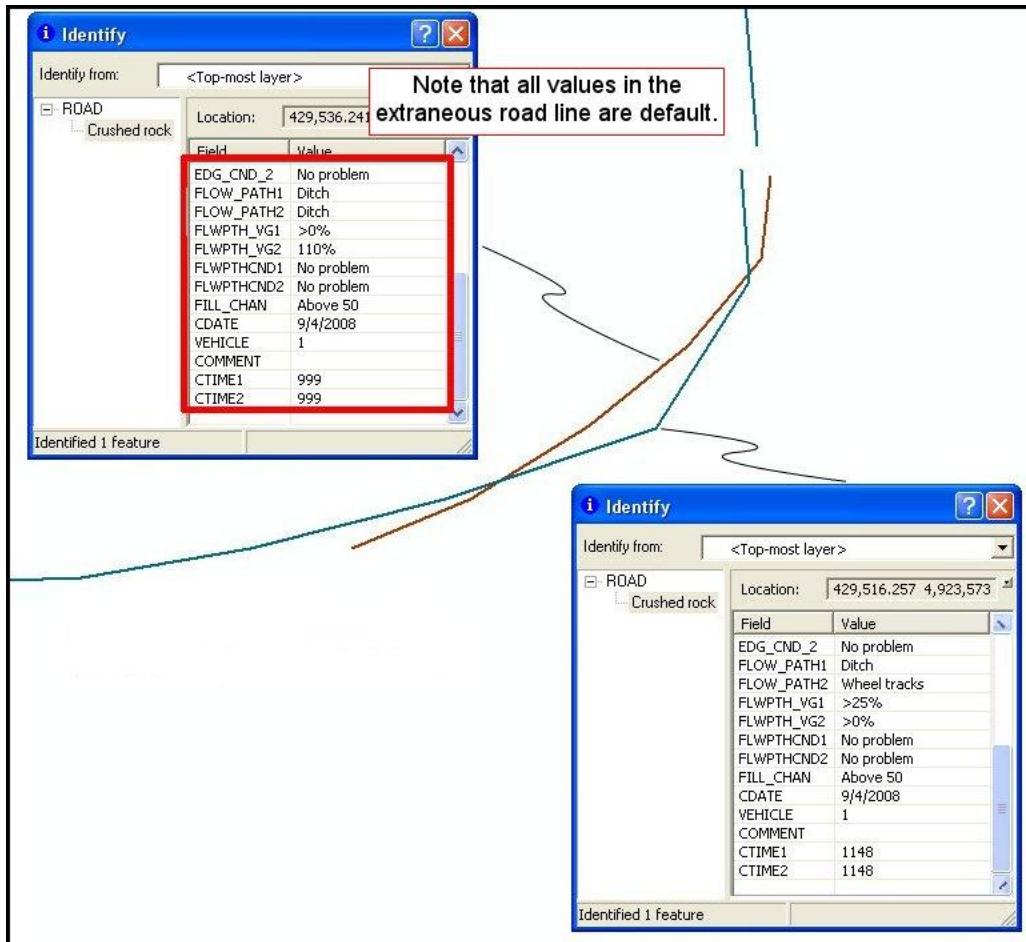 Identify
Identify from: <Top-most layer>
Note that all values in the
extraneous road line are default.
ROAD
Crushed rock
Location: 429,536.241
Field Value
EDG_CND_2 No problem
FLOW_PATH1 Ditch
FLOW_PATH2 Ditch
FLWPTH_VG1 >0%
FLWPTH_VG2 110%
FLWPTHCND1 No problem
FLWPTHCND2 No problem
FILL_CHAN Above 50
CDATE 9/4/2008
VEHICLE 1
COMMENT
CTIME1 999
CTIME2 999
Identified 1 feature
Identify
Identify from: <Top-most layer>
ROAD
Crushed rock
Location: 429,516.257 4,923,573
Field Value
EDG_CND_2 No problem
FLOW_PATH1 Ditch
FLOW_PATH2 Wheel tracks
FLWPTH_VG1 >25%
FLWPTH_VG2 >0%
FLWPTHCND1 No problem
FLWPTHCND2 No problem
FILL_CHAN Above 50
CDATE 9/4/2008
VEHICLE 1
COMMENT
CTIME1 1148
CTIME2 1148
Identified 1 feature